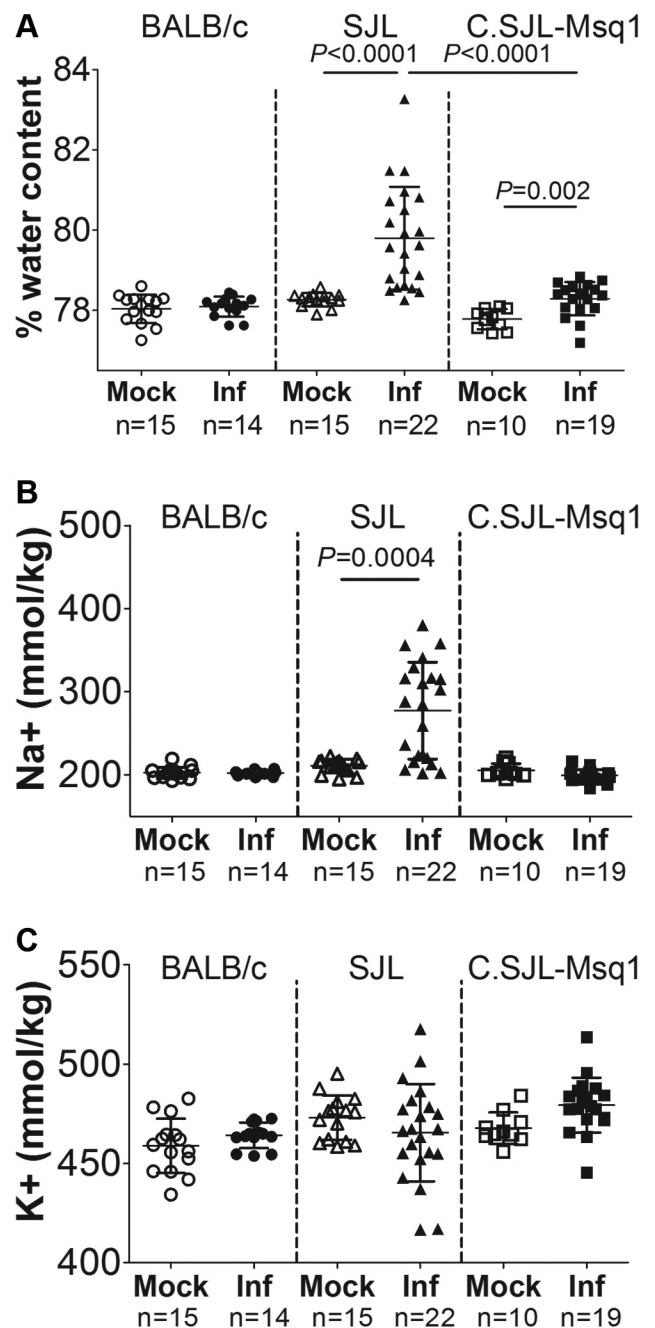 A
BALB/c SJL C.SJL-Msq1
P<0.0001 P<0.0001
P=0.002
% water content
84
82
80
78
Mock Inf Mock Inf Mock Inf
n=15 n=14 n=15 n=22 n=10 n=19
B
BALB/c SJL C.SJL-Msq1
P=0.0004
Na+ (mmol/kg)
500
400
300
200
Mock Inf Mock Inf Mock Inf
n=15 n=14 n=15 n=22 n=10 n=19
C
BALB/c SJL C.SJL-Msq1
K+ (mmol/kg)
550
500
450
400
Mock Inf Mock Inf Mock Inf
n=15 n=14 n=15 n=22 n=10 n=19